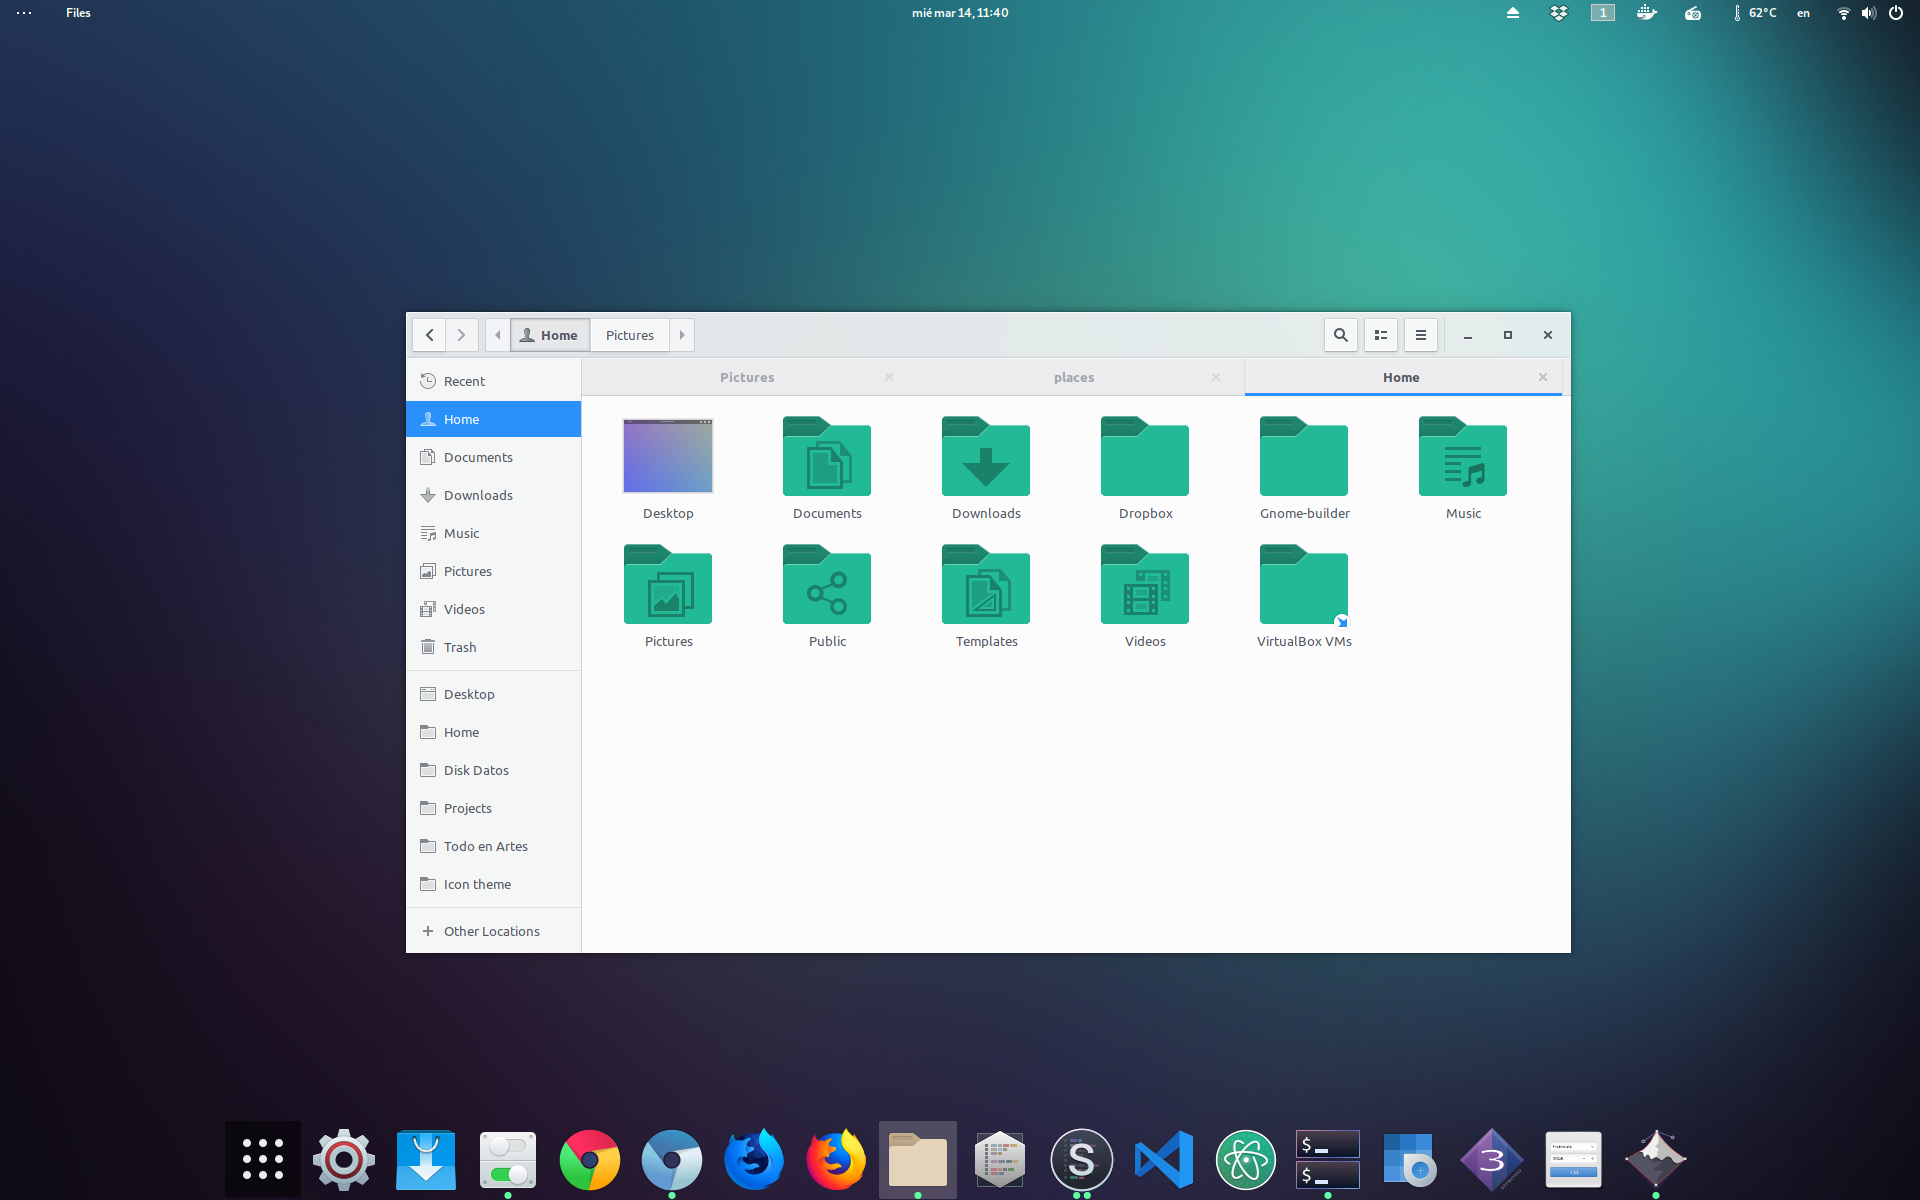 Files
mié mar 14, 11:40
1
62°C
en
Home
Pictures
Recent
Home
Documents
Downloads
Music
Pictures
Videos
Trash
Desktop
Home
Disk Datos
Projects
Todo en Artes
Icon theme
Other Locations
Pictures
places
Home
Desktop
Documents
Downloads
Dropbox
Gnome-builder
Music
Pictures
Public
Templates
Videos
VirtualBox VMs
S
$
$
3
stremio